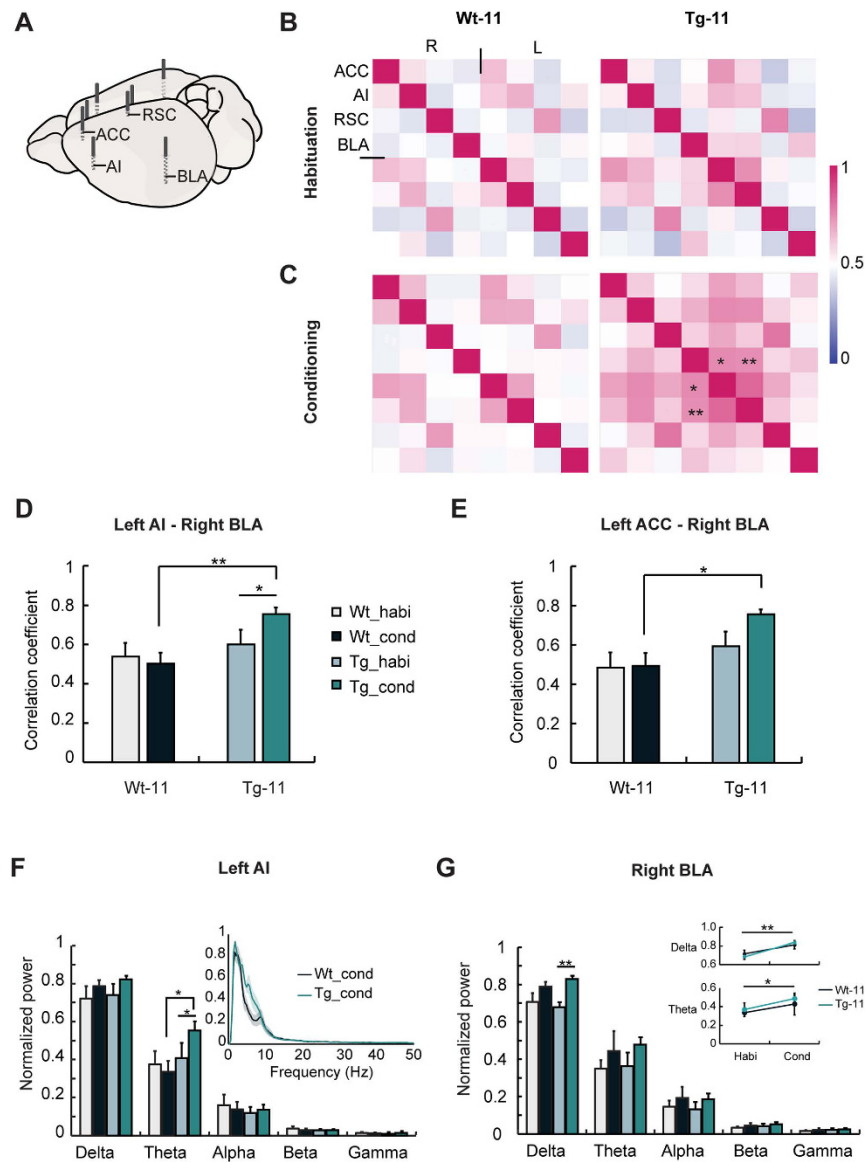 A
RSC
ACC
AI
BLA
B
Wt-11
Tg-11
R
L
ACC
AI
RSC
BLA
Habituation
1
0.5
0
C
Conditioning
*
**
*
**
D
Left AI - Right BLA
Correlation coefficient
1
0.8
0.6
0.4
0.2
0
**
*
Wt-11
Tg-11
Wt_habi
Wt_cond
Tg_habi
Tg_cond
E
Left ACC - Right BLA
Correlation coefficient
1
0.8
0.6
0.4
0.2
0
*
Wt-11
Tg-11
F
Left AI
Normalized power
1
0.8
0.6
0.4
0.2
0
*
*
Delta
Theta
Alpha
Beta
Gamma
1
0.8
0.6
0.4
0.2
0
Wt_cond
Tg_cond
0
10
20
30
40
50
Frequency (Hz)
G
Right BLA
Normalized power
1
0.8
0.6
0.4
0.2
0
**
Delta
Theta
Alpha
Beta
Gamma
Delta
1
0.8
0.6
**
Theta
1
0.8
0.6
0.4
0.2
0
*
Habi
Cond
Wt-11
Tg-11